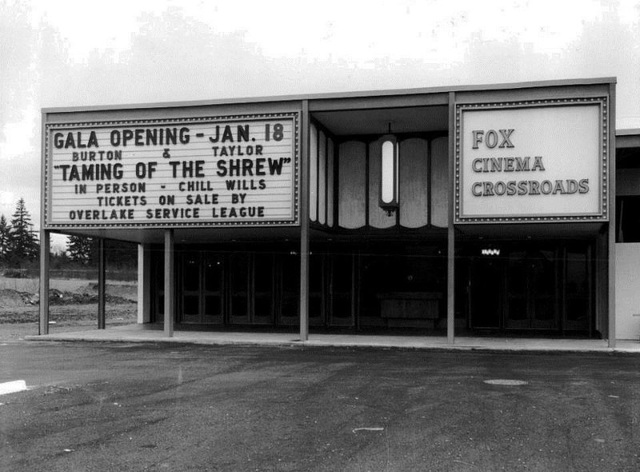 GALA OPENING - JAN. 18
BURTON & TAYLOR
"TAMING OF THE SHREW"
IN PERSON - CHILL WILLS
TICKETS ON SALE BY
OVERLAKE SERVICE LEAGUE
FOX
CINEMA
CROSSROADS